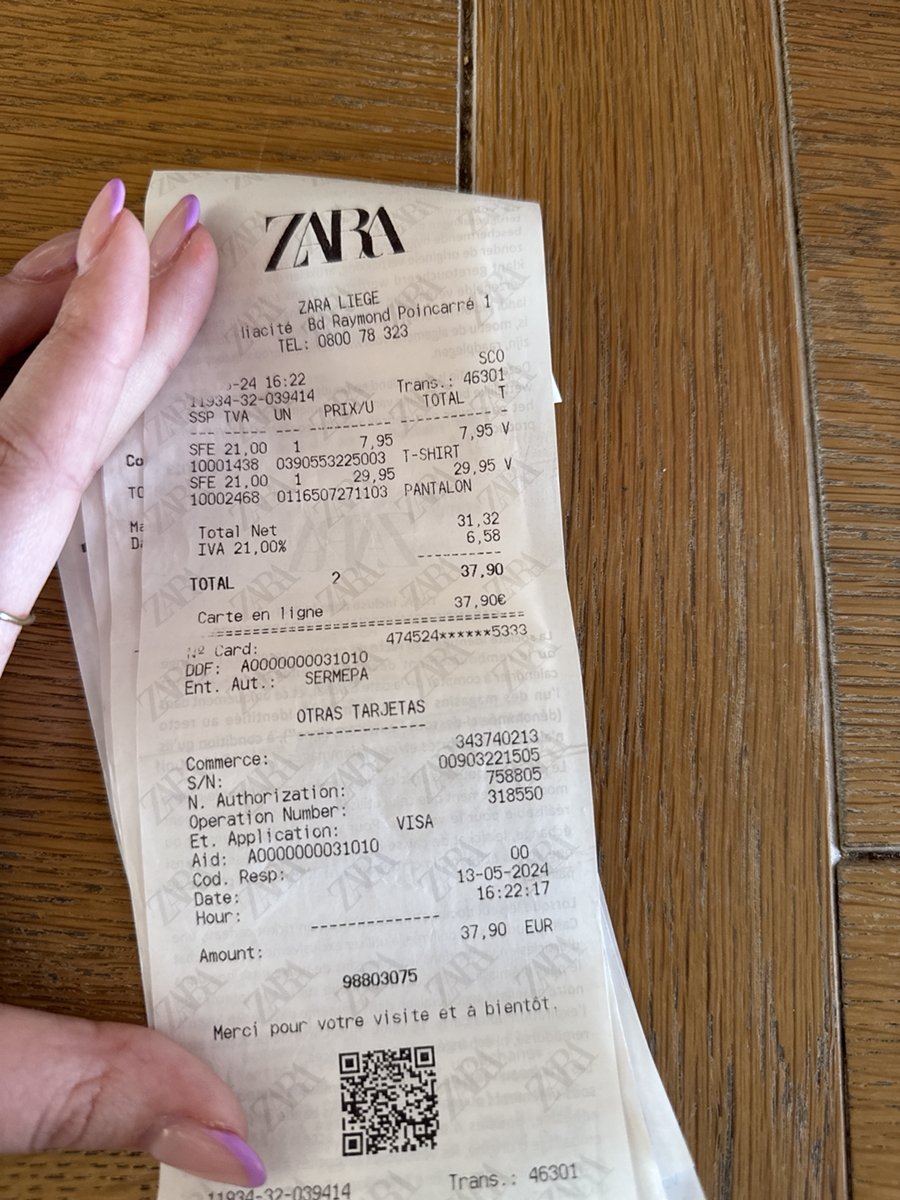 ZARA
ZARA LIEGE
Bd Raymond Poincarré 1
TEL: 0800 78 323
SCO
-24 16:22 Trans.: 46301
11934-32-039414
SSP TVA UN PRIX/U TOTAL T
SFE 21,00 1 7,95 7,95 V
10001438 0390553225003 T-SHIRT
SFE 21,00 1 29,95 29,95 V
10002468 0116507271103 PANTALON
Total Net 31,32
IVA 21,00% 6,58
TOTAL 2 37,90
Carte en ligne 37,90€
Nº Card: 474524******5333
DDF: A0000000031010
Ent. Aut.: SERMEPA
OTRAS TARJETAS
Commerce: 343740213
S/N: 00903221505
N. Authorization: 758805
Operation Number: 318550
Et. Application: VISA
Aid: A0000000031010
Cod. Resp: 00
Date: 13-05-2024
Hour: 16:22:17
Amount: 37,90 EUR
98803075
Merci pour votre visite et à bientôt.
11934-32-039414 Trans.: 46301